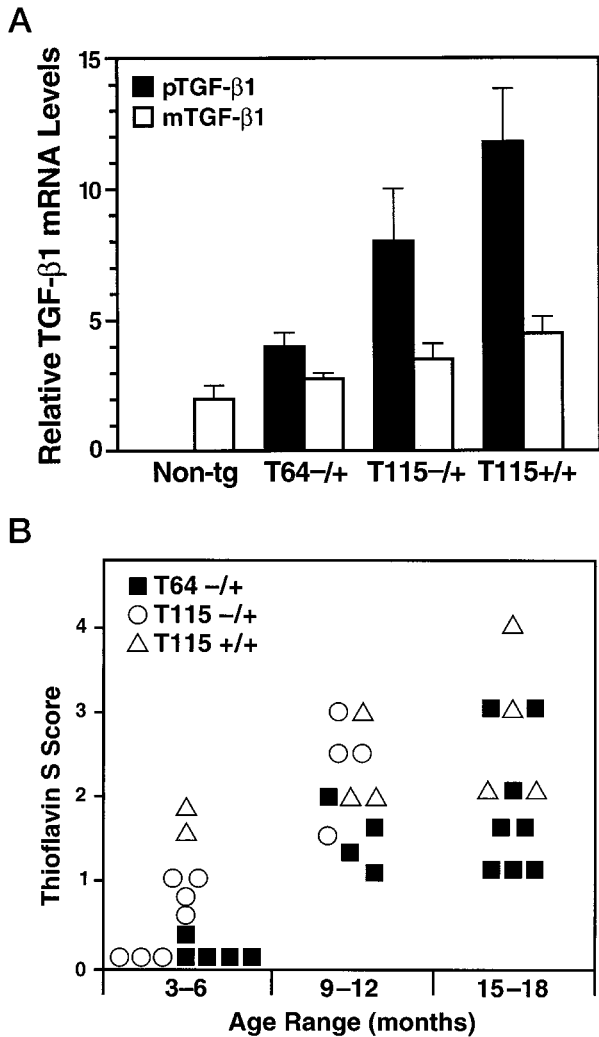 A
Relative TGF-β1 mRNA Levels
15
10
5
0
pTGF-β1
mTGF-β1
Non-tg T64–/+ T115–/+ T115+/+
B
Thioflavin S Score
4
3
2
1
0
T64 –/+
T115 –/+
T115 +/+
3–6 9–12 15–18
Age Range (months)